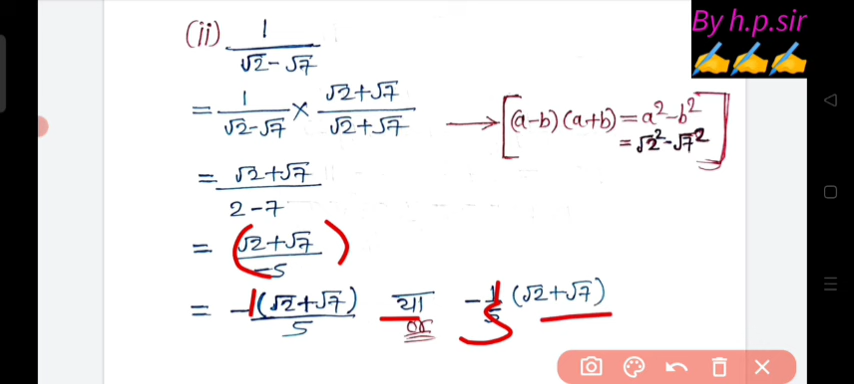 By h.p.sir
✍✍✍
(ii) 1/(√2-√7)
= 1/(√2-√7) × (√2+√7)/(√2+√7) → [(a-b)(a+b) = a²-b²
= √2²-√7²]
= (√2+√7)/(2-7)
= (√2+√7)/-5
= -1(√2+√7)/5 या -1/5 (√2+√7)
or